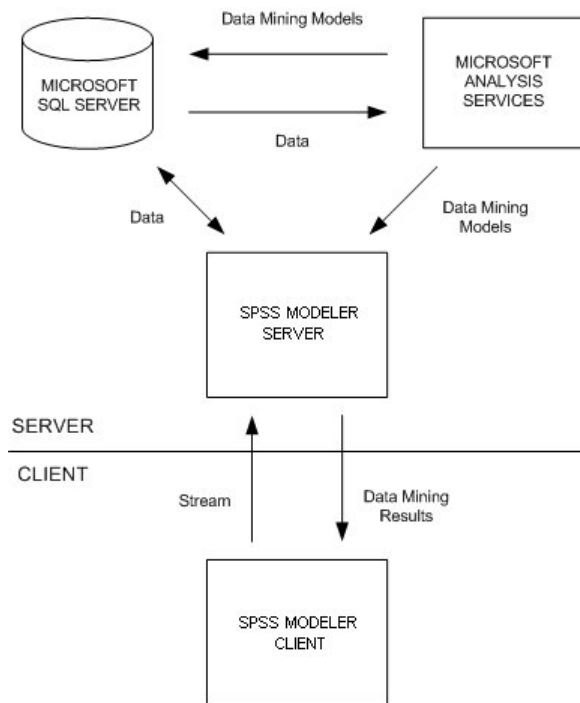 Data Mining Models
MICROSOFT
SQL SERVER
MICROSOFT
ANALYSIS
SERVICES
Data
Data
Data Mining
Models
SPSS MODELER
SERVER
SERVER
CLIENT
Stream
Data Mining
Results
SPSS MODELER
CLIENT